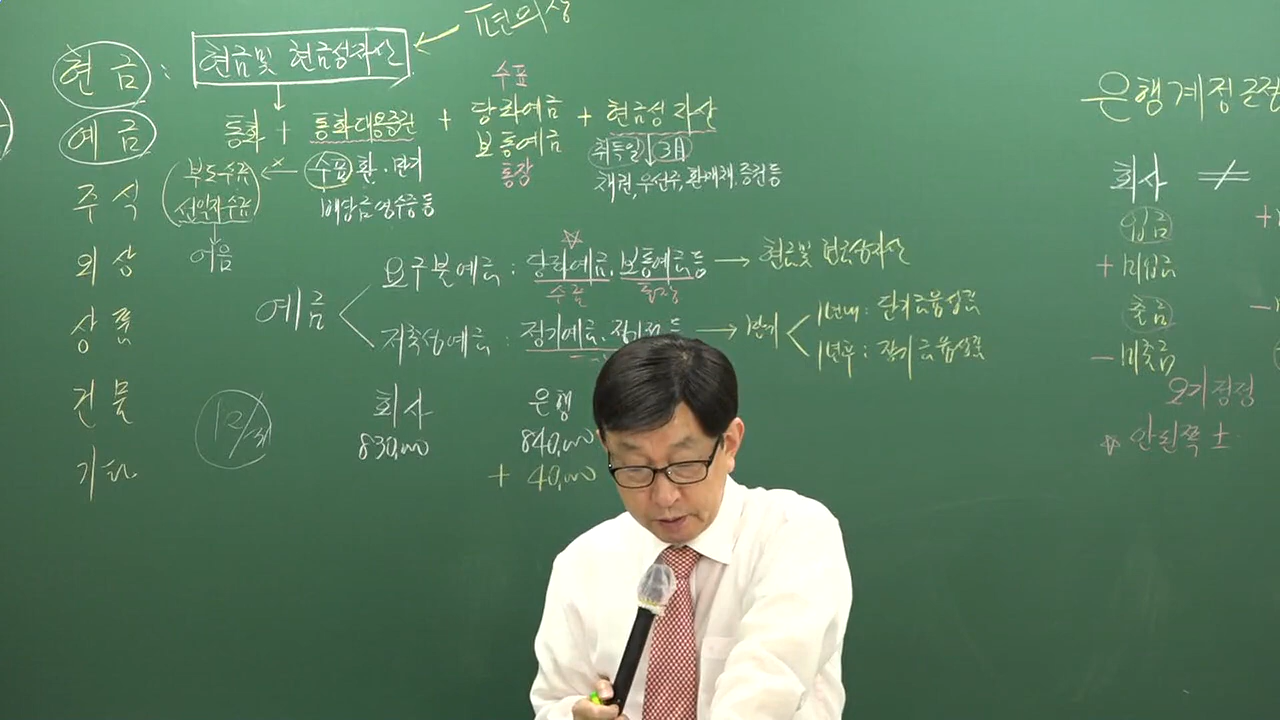 1년이상
현금 : 현금및 현금성자산
예금
통화 + 통화대용증권 + 당좌예금 + 현금성 자산
수표
보통예금
통장
취득일 3月
채권, 우선주, 환매채, 증권등
부도수표 × 수표 환·만기
선일자수표 배당금영수증 등
어음
주식
외상
상품
건물
기타
예금
요구불예금 : 당좌예금, 보통예금등 → 현금및 현금성자산
수표 통장
저축성예금 : 정기예금, 정기적 등 → 만기
1년내 : 단기금융상품
1년후 : 장기금융상품
12/31
회사 은행
830,000 840,000
+ 40,000
은행계정조정
회사 ≠
입금 +
+ 미입금
출금 −
− 미출금
오기정정
☆ 안된쪽 ±